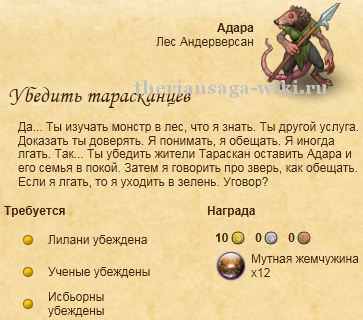 Адара
Лес Андерверсан
theriansaga-wiki.ru
Убедить тарасканцев
Да... Ты изучать монстр в лес, что я знать. Ты другой услуга.
Доказать ты доверять. Я понимать, я обещать. Я иногда
лгать. Так... Ты убедить жители Тараскан оставить Адара и
его семья в покой. Затем я говорить про зверь, как обещать.
Если я лгать, то я уходить в зелень. Уговор?
Требуется
Награда
Лилани убеждена
10 0 0
Ученые убеждены
Мутная жемчужина
x12
Исбьорны
убеждены